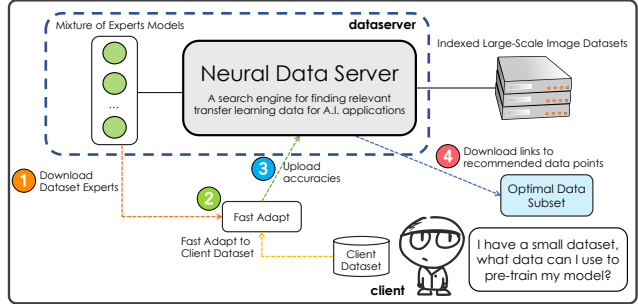 Mixture of Experts Models
dataserver
Indexed Large-Scale Image Datasets
Neural Data Server
A search engine for finding relevant
transfer learning data for A.I. applications
...
1 Download
Dataset Experts
2
3 Upload
accuracies
4 Download links to
recommended data points
Fast Adapt
Optimal Data
Subset
Fast Adapt to
Client Dataset
Client
Dataset
I have a small dataset,
what data can I use to
pre-train my model?
client